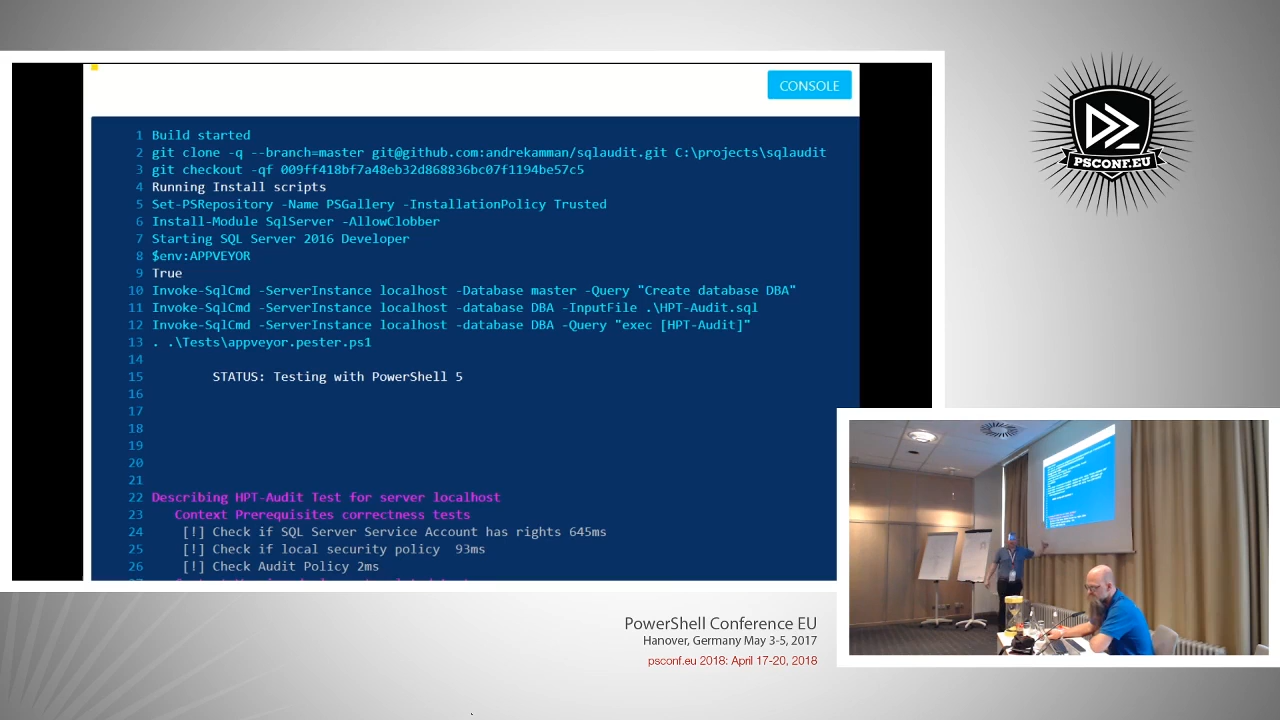 CONSOLE
1 Build started
2 git clone -q --branch=master git@github.com:andrekamman/sqlaudit.git C:\projects\sqlaudit
3 git checkout -qf 009ff418bf7a48eb32d868836bc07f1194be57c5
4 Running Install scripts
5 Set-PSRepository -Name PSGallery -InstallationPolicy Trusted
6 Install-Module SqlServer -AllowClobber
7 Starting SQL Server 2016 Developer
8 $env:APPVEYOR
9 True
10 Invoke-SqlCmd -ServerInstance localhost -Database master -Query "Create database DBA"
11 Invoke-SqlCmd -ServerInstance localhost -database DBA -InputFile .\HPT-Audit.sql
12 Invoke-SqlCmd -ServerInstance localhost -database DBA -Query "exec [HPT-Audit]"
13 . .\Tests\appveyor.pester.ps1
14
15 STATUS: Testing with PowerShell 5
16
17
18
19
20
21
22 Describing HPT-Audit Test for server localhost
23 Context Prerequisites correctness tests
24 [!] Check if SQL Server Service Account has rights 645ms
25 [!] Check if local security policy 93ms
26 [!] Check Audit Policy 2ms
PSCONF.EU
PowerShell Conference EU
Hanover, Germany May 3-5, 2017
psconf.eu 2018: April 17-20, 2018